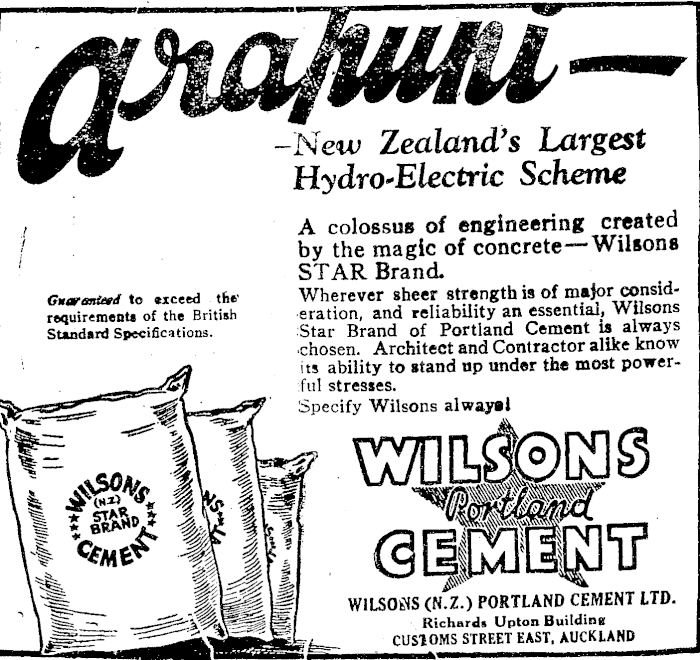 arapuni—
–New Zealand's Largest
Hydro-Electric Scheme
A colossus of engineering created
by the magic of concrete—Wilsons
STAR Brand.
Wherever sheer strength is of major consid-
eration, and reliability an essential, Wilsons
Star Brand of Portland Cement is always
chosen. Architect and Contractor alike know
its ability to stand up under the most power-
ful stresses.
Specify Wilsons always!
Guaranteed to exceed the
requirements of the British
Standard Specifications.
WILSONS
(N.Z)
STAR
BRAND
CEMENT
WILSONS
Portland
CEMENT
WILSONS (N.Z.) PORTLAND CEMENT LTD.
Richards Upton Building
CUSTOMS STREET EAST, AUCKLAND